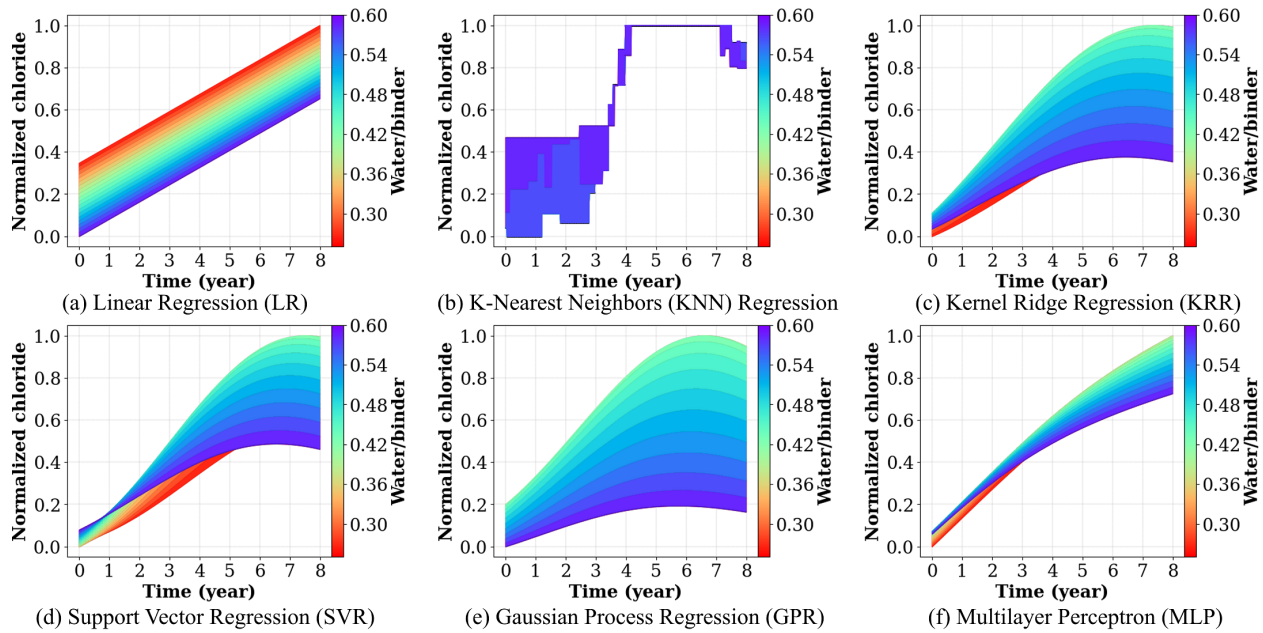 1.0
0.8
0.6
0.4
0.2
0.0
0 1 2 3 4 5 6 7 8
Normalized chloride
Time (year)
0.60
0.54
0.48
0.42
0.36
0.30
Water/binder
(a) Linear Regression (LR)
1.0
0.8
0.6
0.4
0.2
0.0
0 1 2 3 4 5 6 7 8
Normalized chloride
Time (year)
0.60
0.54
0.48
0.42
0.36
0.30
Water/binder
(b) K-Nearest Neighbors (KNN) Regression
1.0
0.8
0.6
0.4
0.2
0.0
0 1 2 3 4 5 6 7 8
Normalized chloride
Time (year)
0.60
0.54
0.48
0.42
0.36
0.30
Water/binder
(c) Kernel Ridge Regression (KRR)
1.0
0.8
0.6
0.4
0.2
0.0
0 1 2 3 4 5 6 7 8
Normalized chloride
Time (year)
0.60
0.54
0.48
0.42
0.36
0.30
Water/binder
(d) Support Vector Regression (SVR)
1.0
0.8
0.6
0.4
0.2
0.0
0 1 2 3 4 5 6 7 8
Normalized chloride
Time (year)
0.60
0.54
0.48
0.42
0.36
0.30
Water/binder
(e) Gaussian Process Regression (GPR)
1.0
0.8
0.6
0.4
0.2
0.0
0 1 2 3 4 5 6 7 8
Normalized chloride
Time (year)
0.60
0.54
0.48
0.42
0.36
0.30
Water/binder
(f) Multilayer Perceptron (MLP)